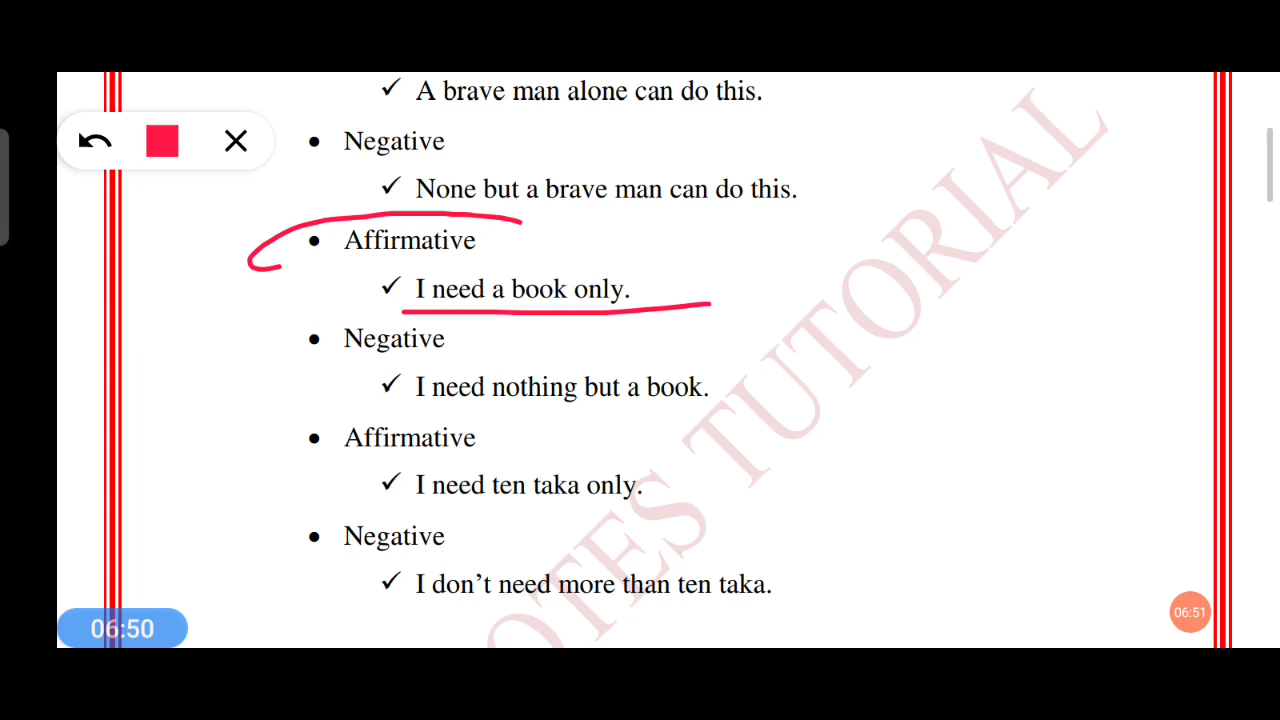 ✓ A brave man alone can do this.
• Negative
✓ None but a brave man can do this.
• Affirmative
✓ I need a book only.
• Negative
✓ I need nothing but a book.
• Affirmative
✓ I need ten taka only.
• Negative
✓ I don’t need more than ten taka.
OTES TUTORIAL
06:50
06:51